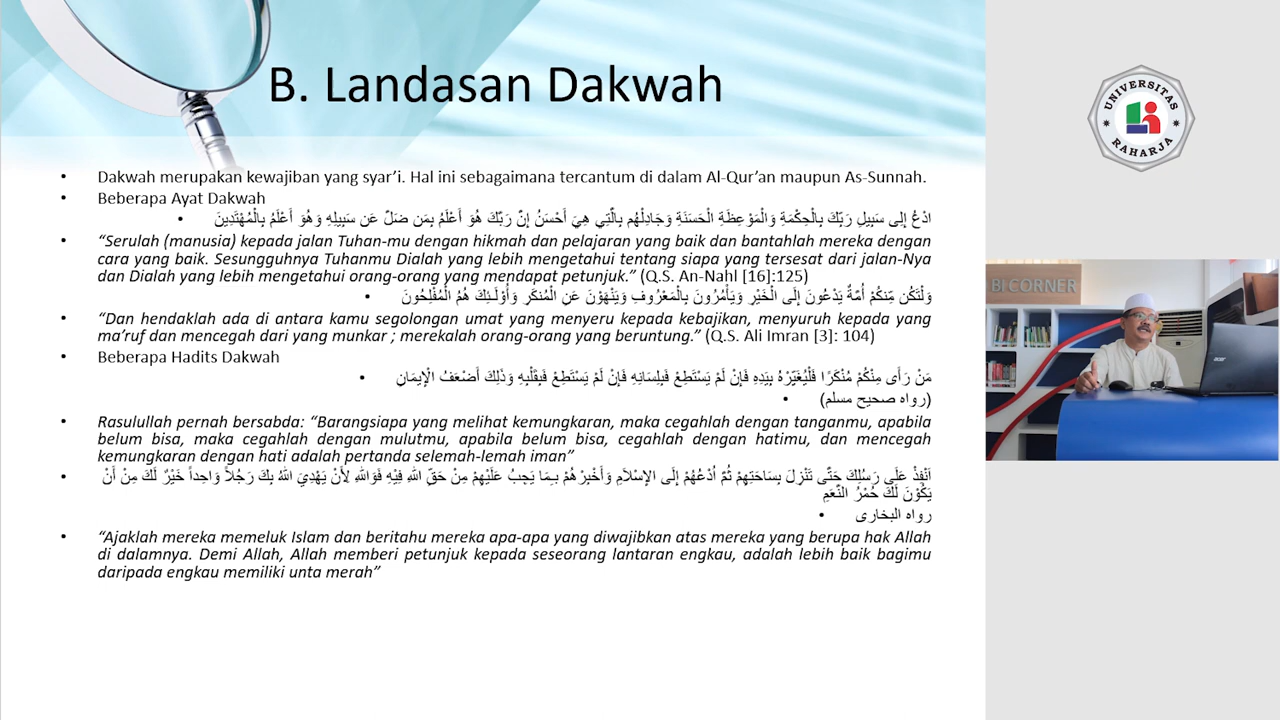 B. Landasan Dakwah
• Dakwah merupakan kewajiban yang syar’i. Hal ini sebagaimana tercantum di dalam Al-Qur’an maupun As-Sunnah.
• Beberapa Ayat Dakwah
• ادْعُ إِلى سَبِيلِ رَبِّكَ بِالْحِكْمَةِ وَالْمَوْعِظَةِ الْحَسَنَةِ وَجَادِلْهُم بِالَّتِي هِيَ أَحْسَنُ إِنَّ رَبَّكَ هُوَ أَعْلَمُ بِمَن ضَلَّ عَن سَبِيلِهِ وَهُوَ أَعْلَمُ بِالْمُهْتَدِينَ
• “Serulah (manusia) kepada jalan Tuhan-mu dengan hikmah dan pelajaran yang baik dan bantahlah mereka dengan
cara yang baik. Sesungguhnya Tuhanmu Dialah yang lebih mengetahui tentang siapa yang tersesat dari jalan-Nya
dan Dialah yang lebih mengetahui orang-orang yang mendapat petunjuk.” (Q.S. An-Nahl [16]:125)
• وَلْتَكُن مِّنكُمْ أُمَّةٌ يَدْعُونَ إِلَى الْخَيْرِ وَيَأْمُرُونَ بِالْمَعْرُوفِ وَيَنْهَوْنَ عَنِ الْمُنكَرِ وَأُوْلَـئِكَ هُمُ الْمُفْلِحُونَ
• “Dan hendaklah ada di antara kamu segolongan umat yang menyeru kepada kebajikan, menyuruh kepada yang
ma’ruf dan mencegah dari yang munkar ; merekalah orang-orang yang beruntung.” (Q.S. Ali Imran [3]: 104)
• Beberapa Hadits Dakwah
• مَنْ رَأَى مِنْكُمْ مُنْكَرًا فَلْيُغَيِّرْهُ بِيَدِهِ فَإِنْ لَمْ يَسْتَطِعْ فَبِلِسَانِهِ فَإِنْ لَمْ يَسْتَطِعْ فَبِقَلْبِهِ وَذَلِكَ أَضْعَفُ الْإِيمَانِ
• (رواه صحيح مسلم)
• Rasulullah pernah bersabda: “Barangsiapa yang melihat kemungkaran, maka cegahlah dengan tanganmu, apabila
belum bisa, maka cegahlah dengan mulutmu, apabila belum bisa, cegahlah dengan hatimu, dan mencegah
kemungkaran dengan hati adalah pertanda selemah-lemah iman”
• اَنْفِذْ عَلَى رَسُلِكَ حَتَّى تَنْزِلَ بِسَاحَتِهِمْ ثُمَّ اُدْعُهُمْ إِلَى الإِسْلاَمِ وَأَخْبِرْهُمْ بِـمَا يَجِبُ عَلَيْهِمْ مِنْ حَقِّ اللهِ فِيْهِ فَوَاللهِ لأَنْ يَهْدِيَ اللهُ بِكَ رَجُلاً وَاحِداً خَيْرٌ لَكَ مِنْ أَنْ
يَكُوْنَ لَكَ حُمْرُ النَّعَمِ
• رواه البخارى
• “Ajaklah mereka memeluk Islam dan beritahu mereka apa-apa yang diwajibkan atas mereka yang berupa hak Allah
di dalamnya. Demi Allah, Allah memberi petunjuk kepada seseorang lantaran engkau, adalah lebih baik bagimu
daripada engkau memiliki unta merah”
UNIVERSITAS
RAHARJA
BI CORNER
acer